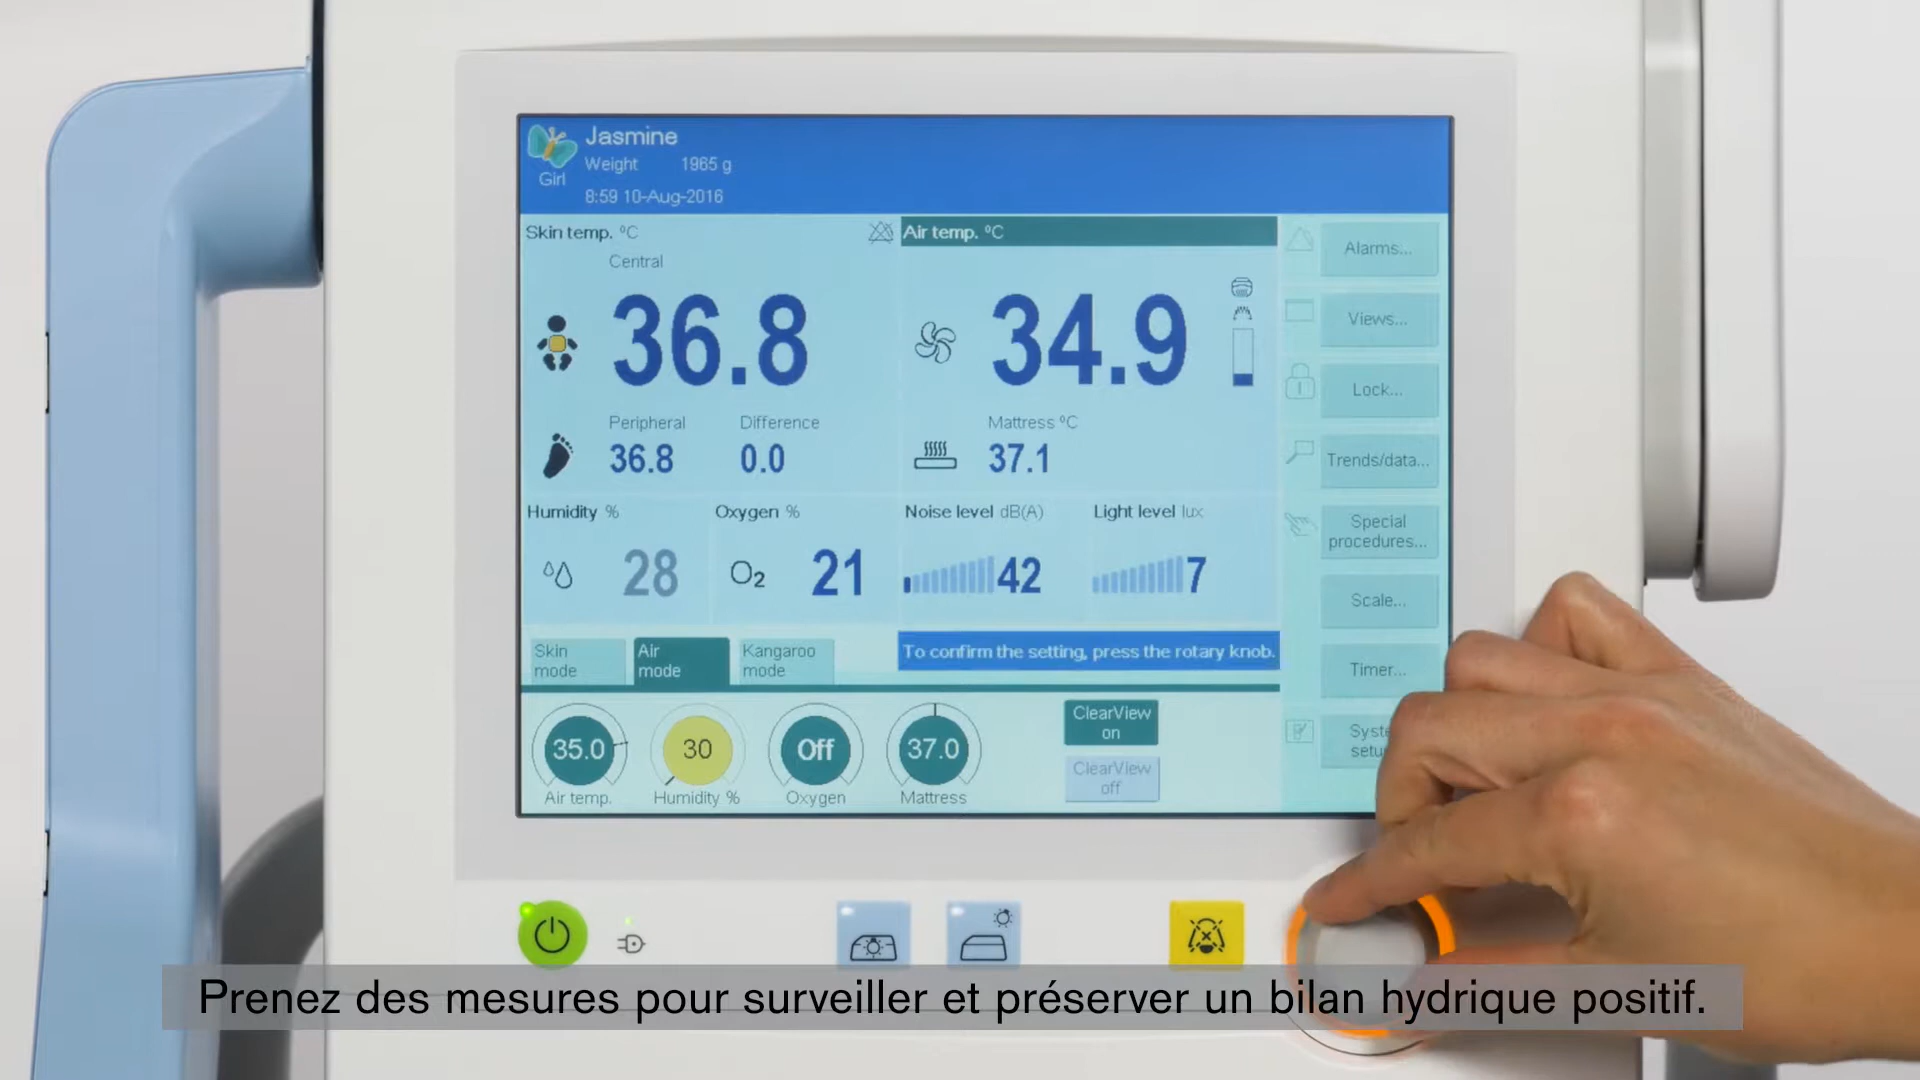 Jasmine
Girl
Weight 1965 g
8:59 10-Aug-2016
Skin temp. °C
Air temp. °C
Central
36.8
34.9
Peripheral
Difference
36.8
0.0
Mattress °C
37.1
Humidity %
Oxygen %
Noise level dB(A)
Light level lux
28
O2
21
42
7
Skin
mode
Air
mode
Kangaroo
mode
To confirm the setting, press the rotary knob.
35.0
30
Off
37.0
Air temp.
Humidity %
Oxygen
Mattress
ClearView
on
ClearView
off
Alarms...
Views...
Lock...
Trends/data...
Special
procedures...
Scale...
Timer...
Syste
setu
Prenez des mesures pour surveiller et préserver un bilan hydrique positif.